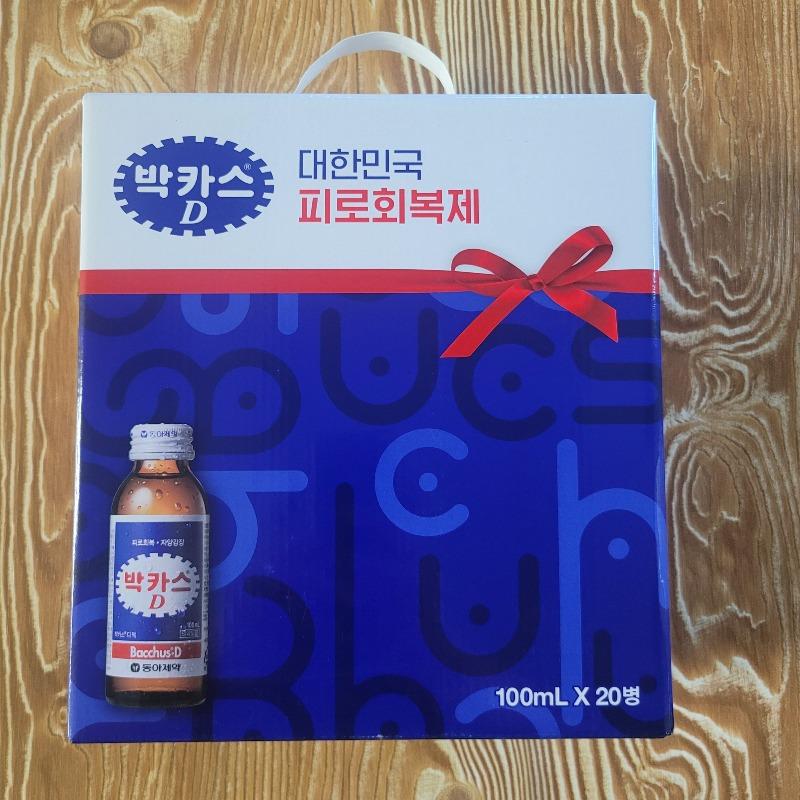 박카스®
D
대한민국
피로회복제
동아제약
피로회복 • 자양강장
박카스
D
100mL
Bacchus®-D
동아제약
100mL X 20병